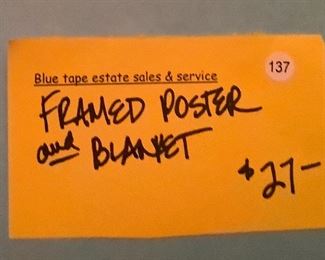 137
Blue tape estate sales & service
FRAMED POSTER
and BLANKET
$27-